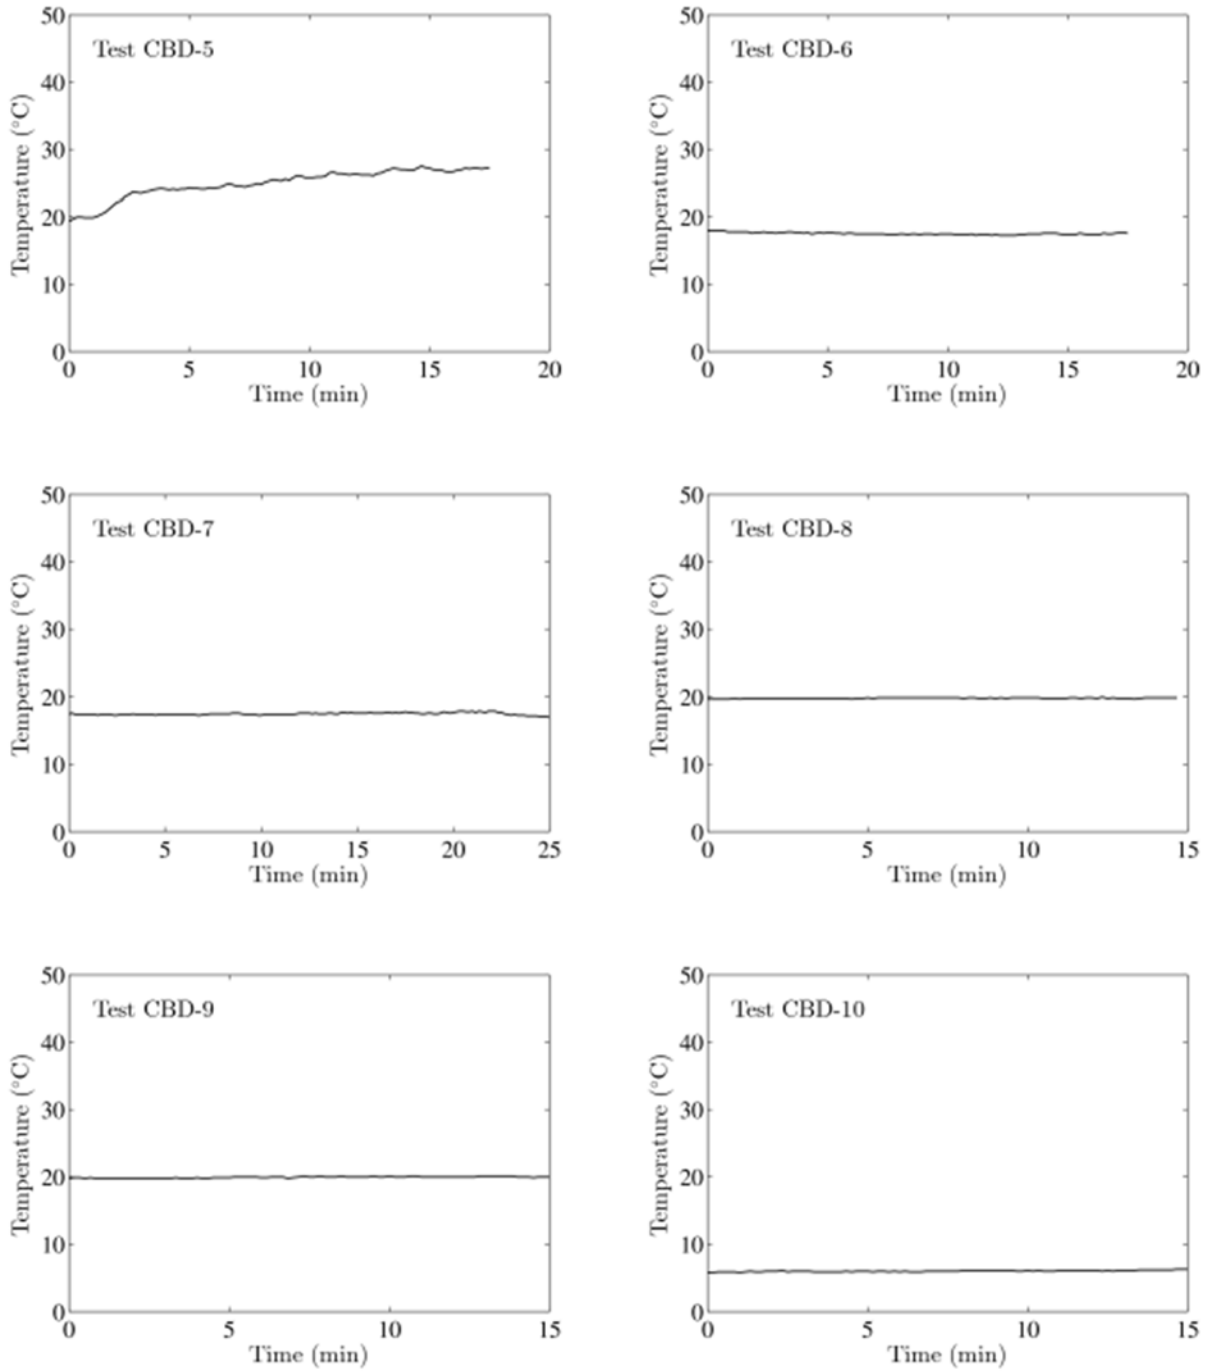 50
Test CBD-5
40
30
20
10
0
Temperature (°C)
0 5 10 15 20
Time (min)
50
Test CBD-6
40
30
20
10
0
Temperature (°C)
0 5 10 15 20
Time (min)
50
Test CBD-7
40
30
20
10
0
Temperature (°C)
0 5 10 15 20 25
Time (min)
50
Test CBD-8
40
30
20
10
0
Temperature (°C)
0 5 10 15
Time (min)
50
Test CBD-9
40
30
20
10
0
Temperature (°C)
0 5 10 15
Time (min)
50
Test CBD-10
40
30
20
10
0
Temperature (°C)
0 5 10 15
Time (min)